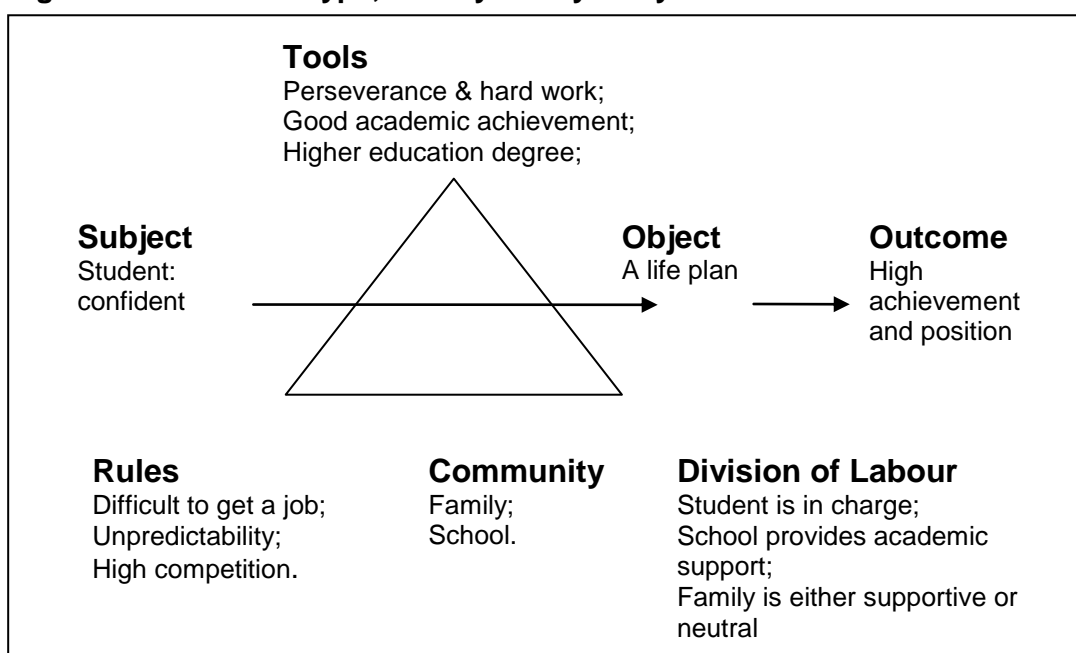 Tools
Perseverance & hard work;
Good academic achievement;
Higher education degree;
Subject
Student:
confident
Object
A life plan
Outcome
High
achievement
and position
Rules
Difficult to get a job;
Unpredictability;
High competition.
Community
Family;
School.
Division of Labour
Student is in charge;
School provides academic
support;
Family is either supportive or
neutral